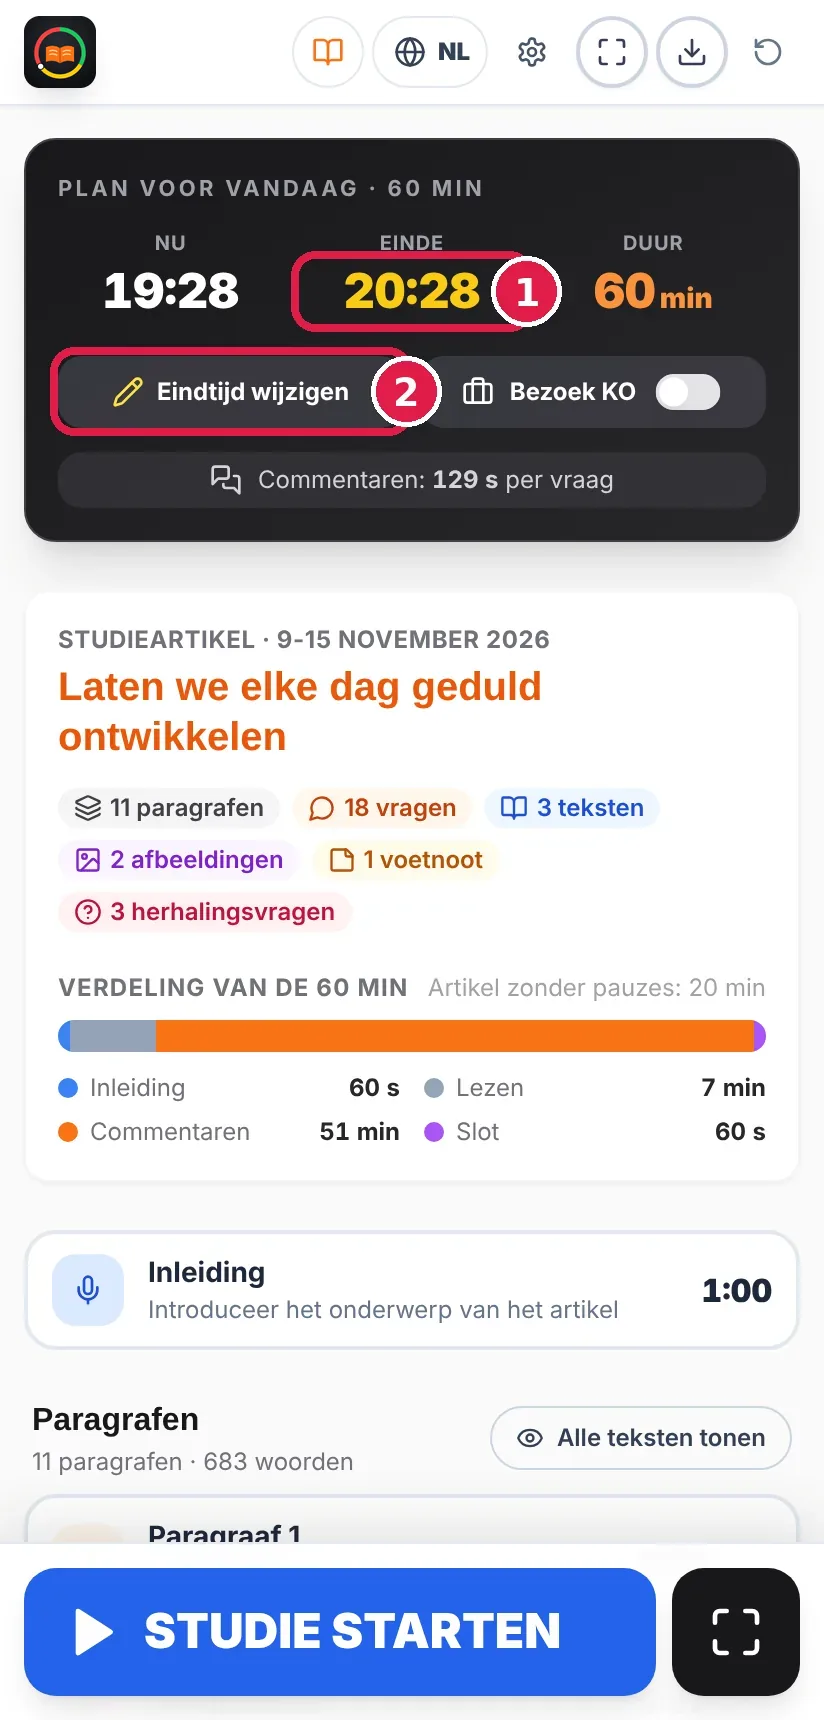 NL
PLAN VOOR VANDAAG · 60 MIN
NU
EINDE
DUUR
19:28
20:28
1
60 min
Eindtijd wijzigen
2
Bezoek KO
Commentaren: 129 s per vraag
STUDIEARTIKEL · 9-15 NOVEMBER 2026
Laten we elke dag geduld
ontwikkelen
11 paragrafen
18 vragen
3 teksten
2 afbeeldingen
1 voetnoot
3 herhalingsvragen
VERDELING VAN DE 60 MIN
Artikel zonder pauzes: 20 min
Inleiding 60 s
Lezen 7 min
Commentaren 51 min
Slot 60 s
Inleiding
Introduceer het onderwerp van het artikel
1:00
Paragrafen
11 paragrafen · 683 woorden
Alle teksten tonen
Paragraaf 1
STUDIE STARTEN